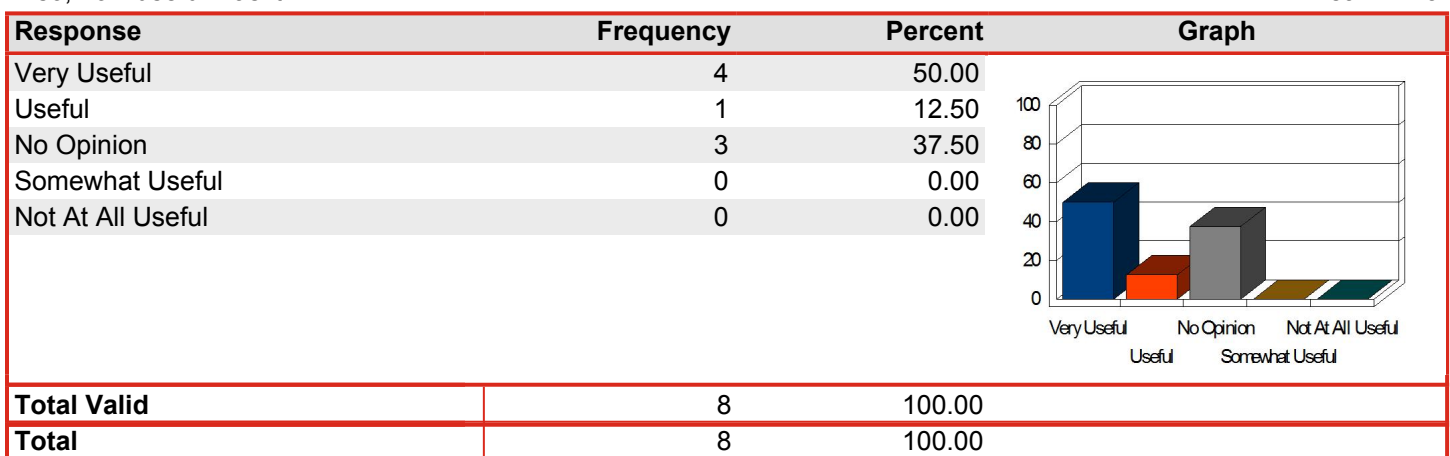 Response Frequency Percent Graph
Very Useful 4 50.00
Useful 1 12.50
No Opinion 3 37.50
Somewhat Useful 0 0.00
Not At All Useful 0 0.00
100
80
60
40
20
0
Very Useful No Opinion Not At All Useful
Useful Somewhat Useful
Total Valid 8 100.00
Total 8 100.00